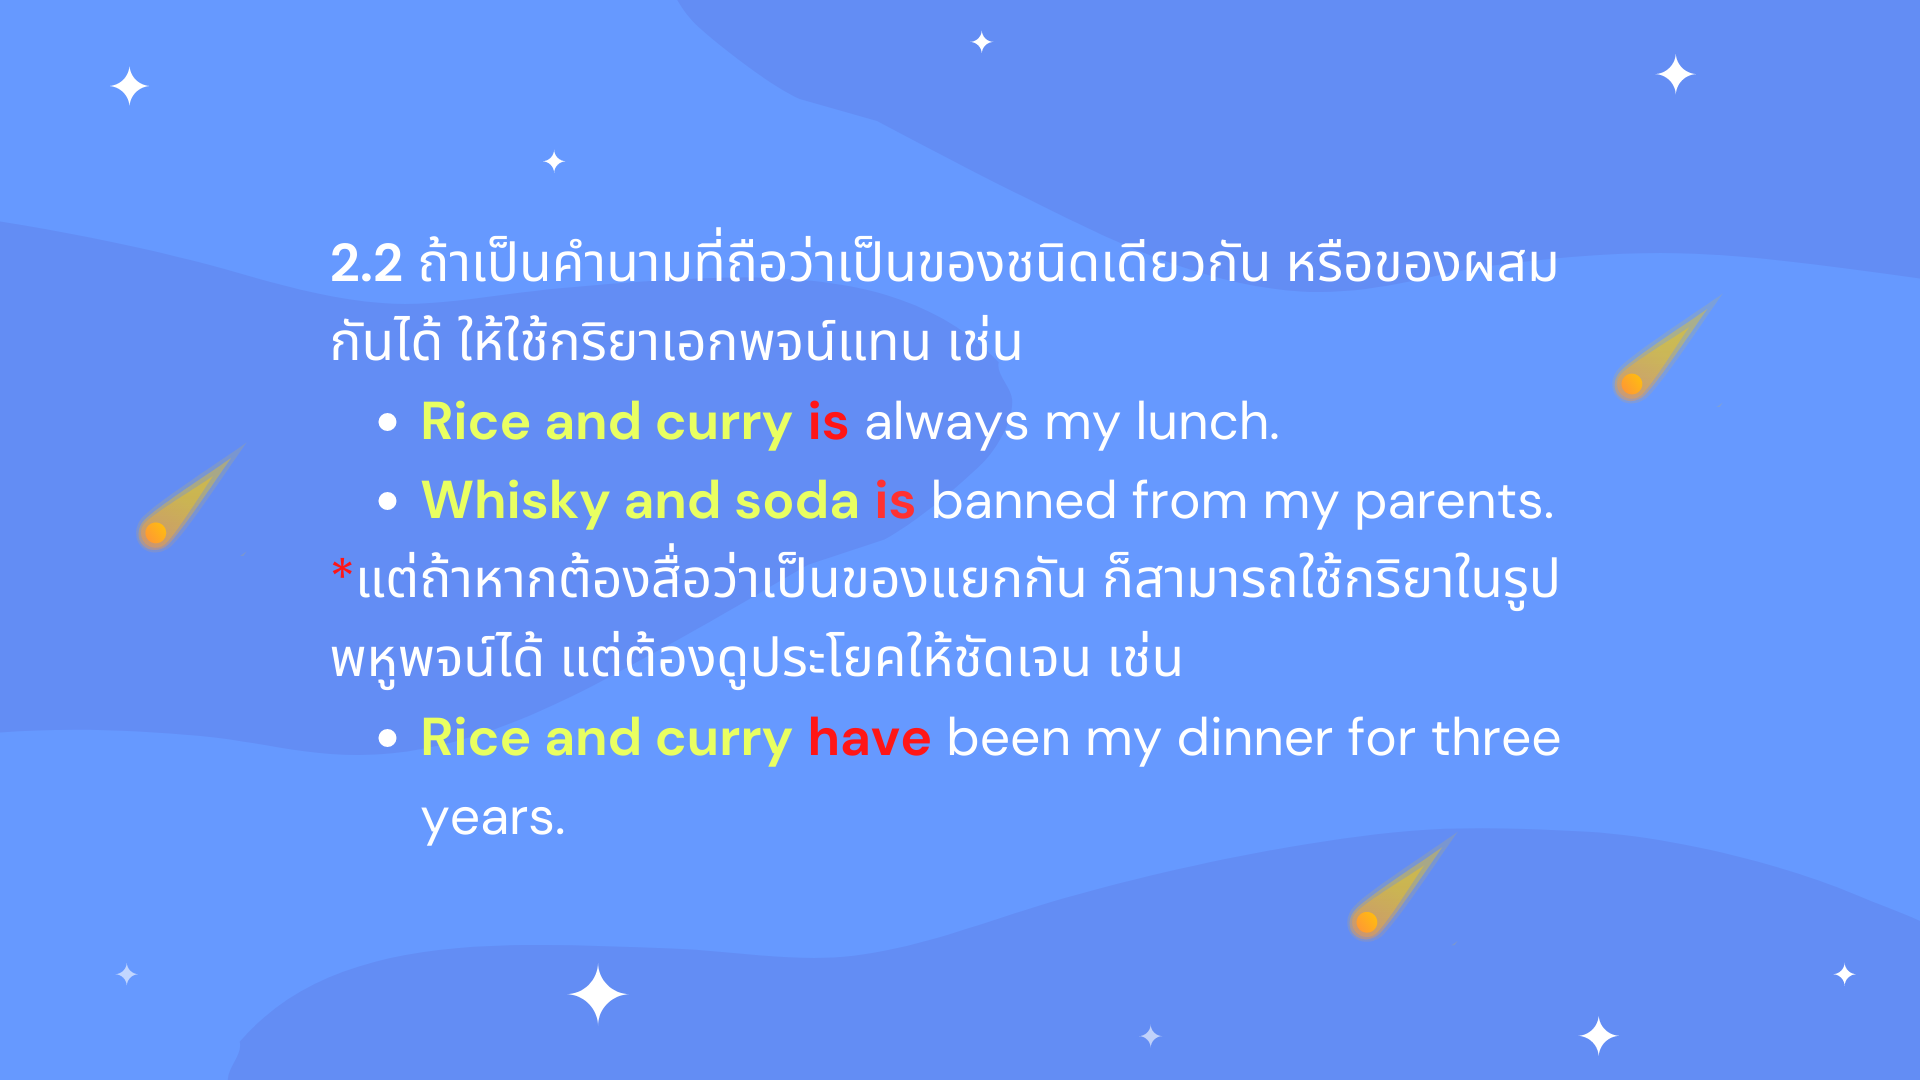 2.2 ถ้าเป็นคำนามที่ถือว่าเป็นของชนิดเดียวกัน หรือของผสม
กันได้ ให้ใช้กริยาเอกพจน์แทน เช่น
• Rice and curry is always my lunch.
• Whisky and soda is banned from my parents.
*แต่ถ้าหากต้องสื่อว่าเป็นของแยกกัน ก็สามารถใช้กริยาในรูป
พหูพจน์ได้ แต่ต้องดูประโยคให้ชัดเจน เช่น
• Rice and curry have been my dinner for three
years.